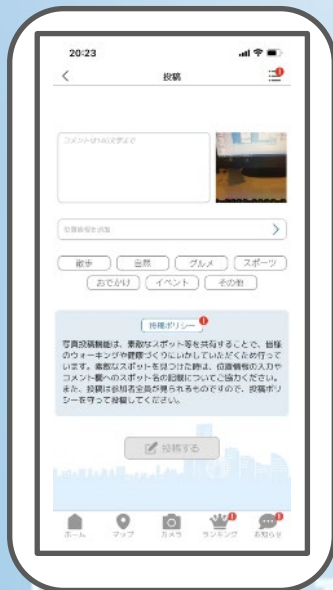 20:23
投稿
コメントは140文字まで
位置情報を追加
散歩 自然 グルメ スポーツ
おでかけ イベント その他
投稿ポリシー
写真投稿機能は、素敵なスポット等を共有することで、皆様
のウォーキングや健康づくりにいかしていただくため行って
います。素敵なスポットを見つけた時は、位置情報の入力や
コメント欄へのスポット名の記載についてご協力ください。
また、投稿は参加者全員が見られるものですので、投稿ポリ
シーを守って投稿してください。
投稿する
ホーム マップ カメラ ランキング お知らせ